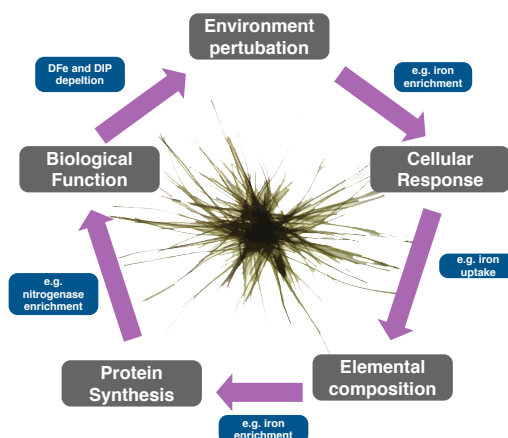 Environment
pertubation
DFe and DIP
depeltion
e.g. iron
enrichment
Biological
Function
Cellular
Response
e.g. iron
uptake
e.g.
nitrogenase
enrichment
Elemental
composition
Protein
Synthesis
e.g. iron
enrichment